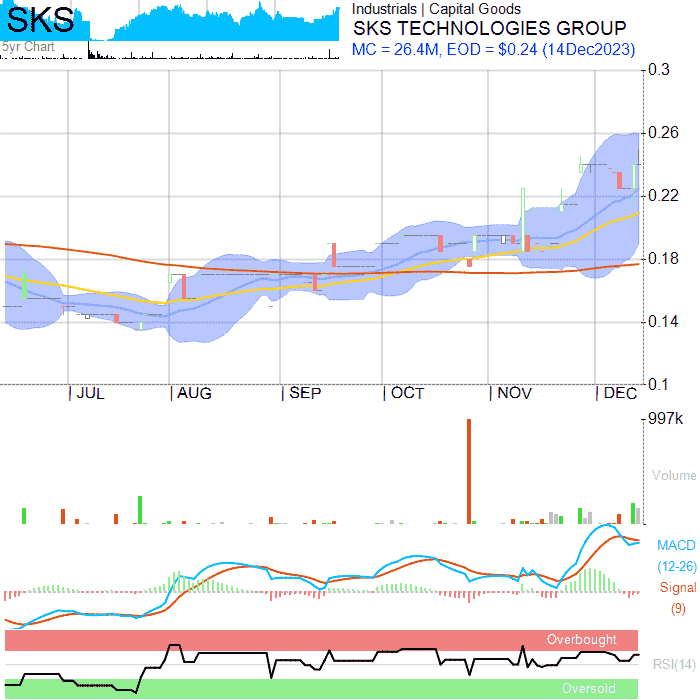 SKS
5yr Chart
Industrials | Capital Goods
SKS TECHNOLOGIES GROUP
MC = 26.4M, EOD = $0.24 (14Dec2023)
0.3
0.26
0.22
0.18
0.14
0.1
| JUL | AUG | SEP | OCT | NOV | DEC
997k
Volume
MACD
(12-26)
Signal
(9)
Overbought
RSI(14)
Oversold